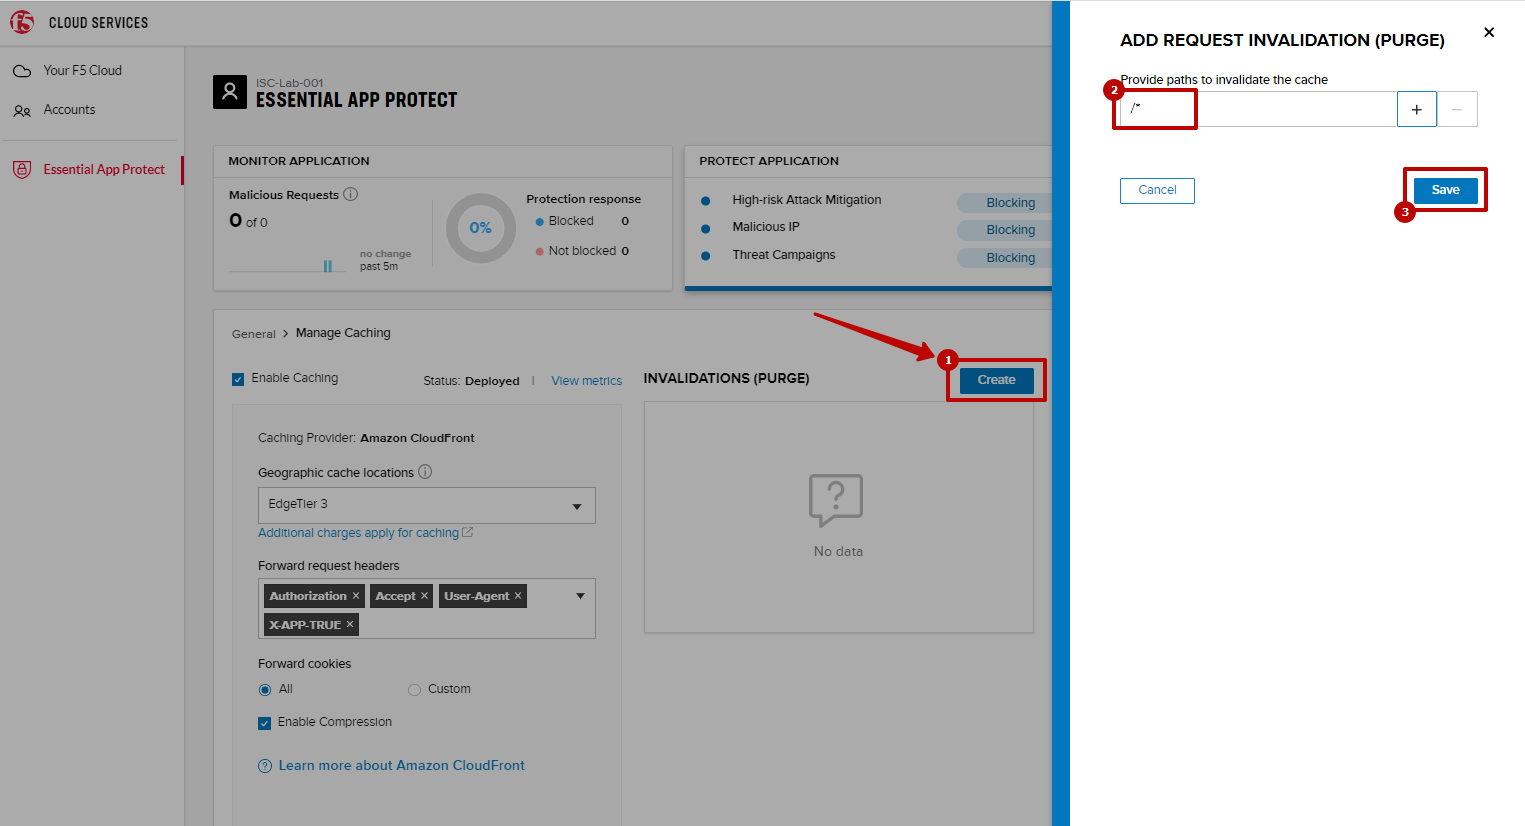 f5 CLOUD SERVICES
Your F5 Cloud
Accounts
Essential App Protect
ISC-Lab-001
ESSENTIAL APP PROTECT
MONITOR APPLICATION
Malicious Requests
0 of 0
no change
past 5m
0%
Protection response
Blocked 0
Not blocked 0
PROTECT APPLICATION
High-risk Attack Mitigation Blocking
Malicious IP Blocking
Threat Campaigns Blocking
General > Manage Caching
Enable Caching
Status: Deployed | View metrics
Caching Provider: Amazon CloudFront
Geographic cache locations
EdgeTier 3
Additional charges apply for caching
Forward request headers
Authorization × Accept × User-Agent ×
X-APP-TRUE ×
Forward cookies
All Custom
Enable Compression
Learn more about Amazon CloudFront
INVALIDATIONS (PURGE)
1
Create
?
No data
ADD REQUEST INVALIDATION (PURGE) ×
Provide paths to invalidate the cache
2
/* + −
Cancel Save
3